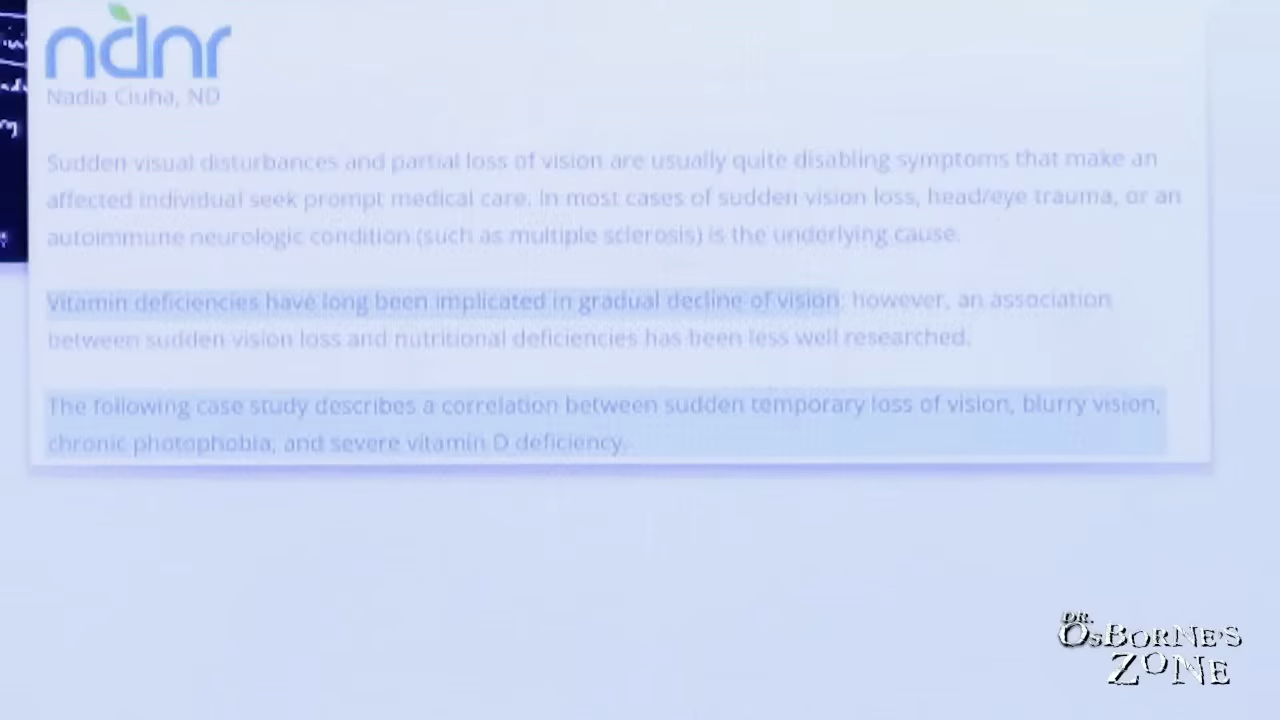 ndnr
Nadia Ciuha, ND
Sudden visual disturbances and partial loss of vision are usually quite disabling symptoms that make an
affected individual seek prompt medical care. In most cases of sudden vision loss, head/eye trauma, or an
autoimmune neurologic condition (such as multiple sclerosis) is the underlying cause.
Vitamin deficiencies have long been implicated in gradual decline of vision; however, an association
between sudden vision loss and nutritional deficiencies has been less well researched.
The following case study describes a correlation between sudden temporary loss of vision, blurry vision,
chronic photophobia, and severe vitamin D deficiency.
DR.
OSBORNE'S
ZONE